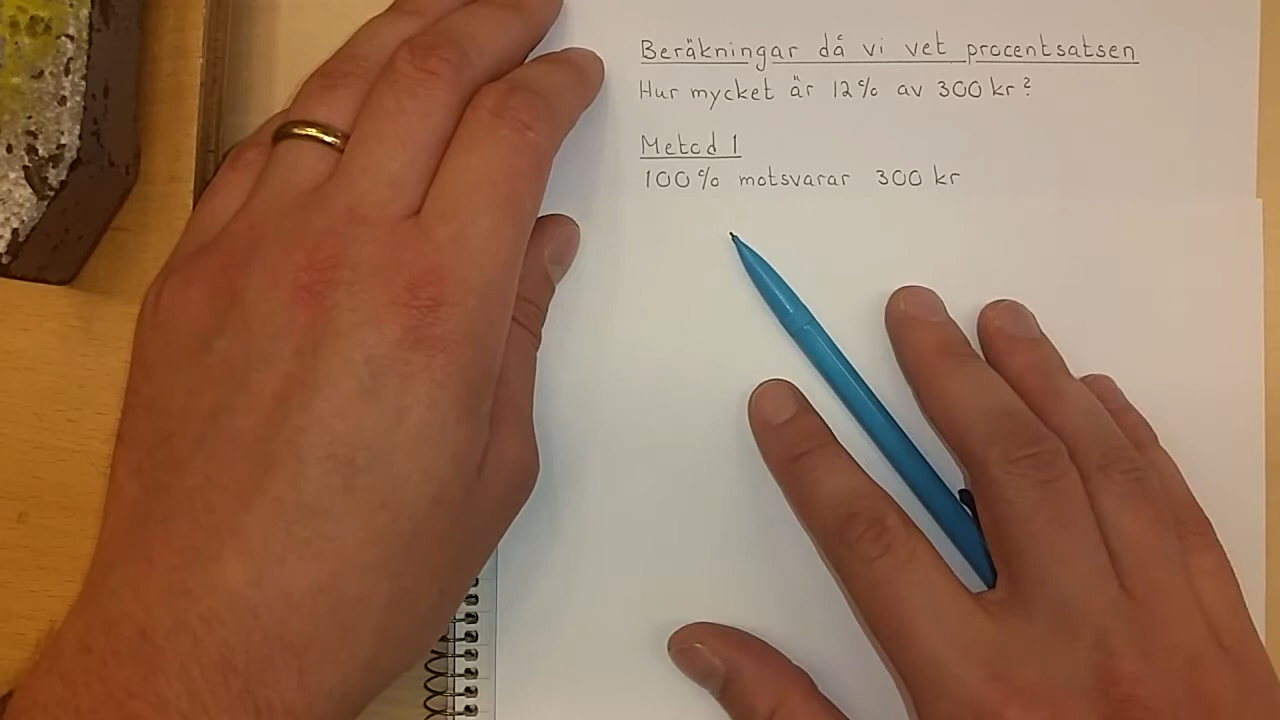 Beräkningar då vi vet procentsatsen
Hur mycket är 12% av 300 kr?
Metod 1
100% motsvarar 300 kr